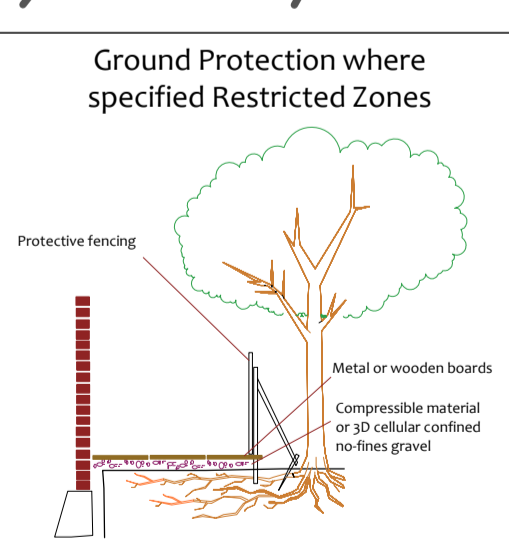 Ground Protection where
specified Restricted Zones
Protective fencing
Metal or wooden boards
Compressible material
or 3D cellular confined
no-fines gravel